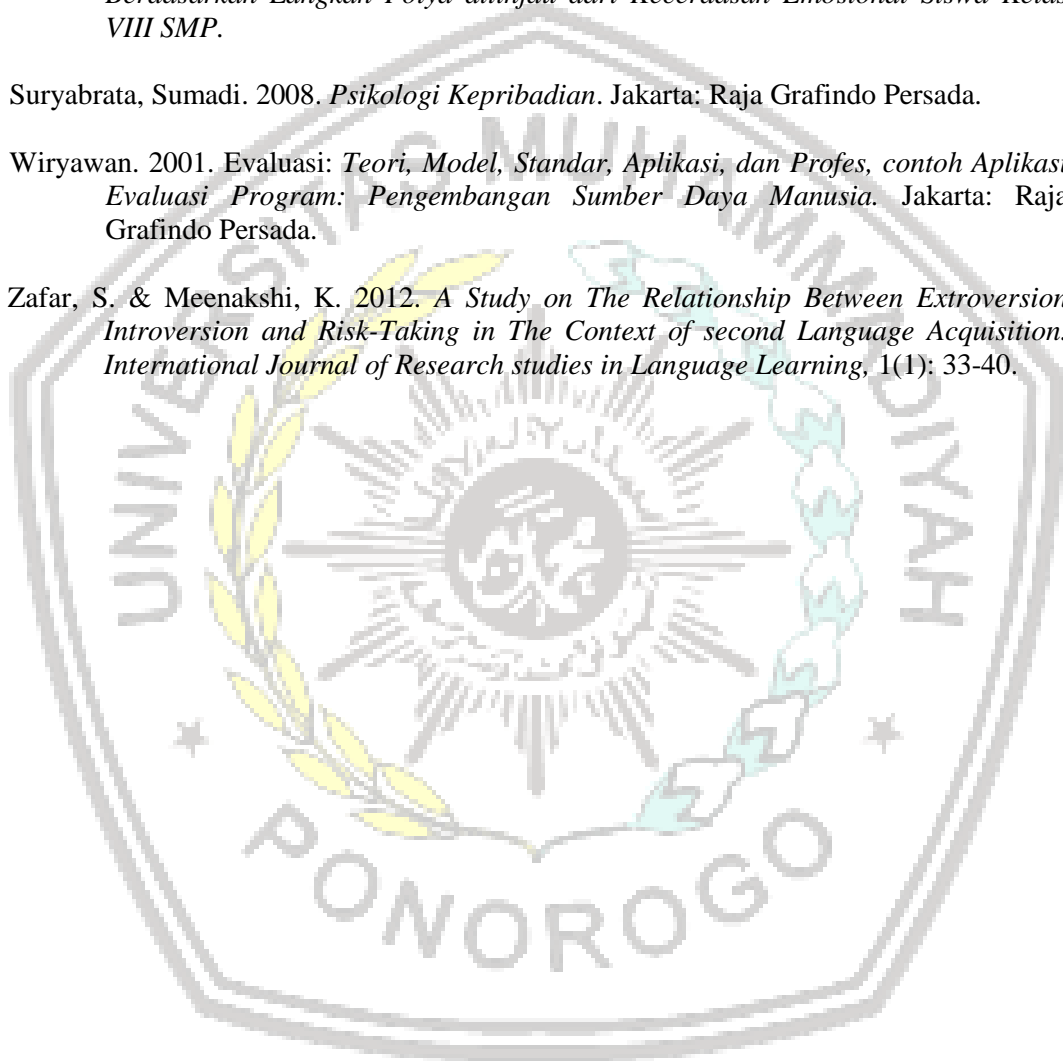 Berdasarkan Langkah Polya ditinjau dari Kecerdasan Emosional Siswa Kelas
VIII SMP.
Suryabrata, Sumadi. 2008. Psikologi Kepribadian. Jakarta: Raja Grafindo Persada.
Wiryawan. 2001. Evaluasi: Teori, Model, Standar, Aplikasi, dan Profes, contoh Aplikasi
Evaluasi Program: Pengembangan Sumber Daya Manusia. Jakarta: Raja
Grafindo Persada.
Zafar, S. & Meenakshi, K. 2012. A Study on The Relationship Between Extroversion
Introversion and Risk-Taking in The Context of second Language Acquisition.
International Journal of Research studies in Language Learning, 1(1): 33-40.
UNIVERSITAS MUHAMMADIYAH
PONOROGO